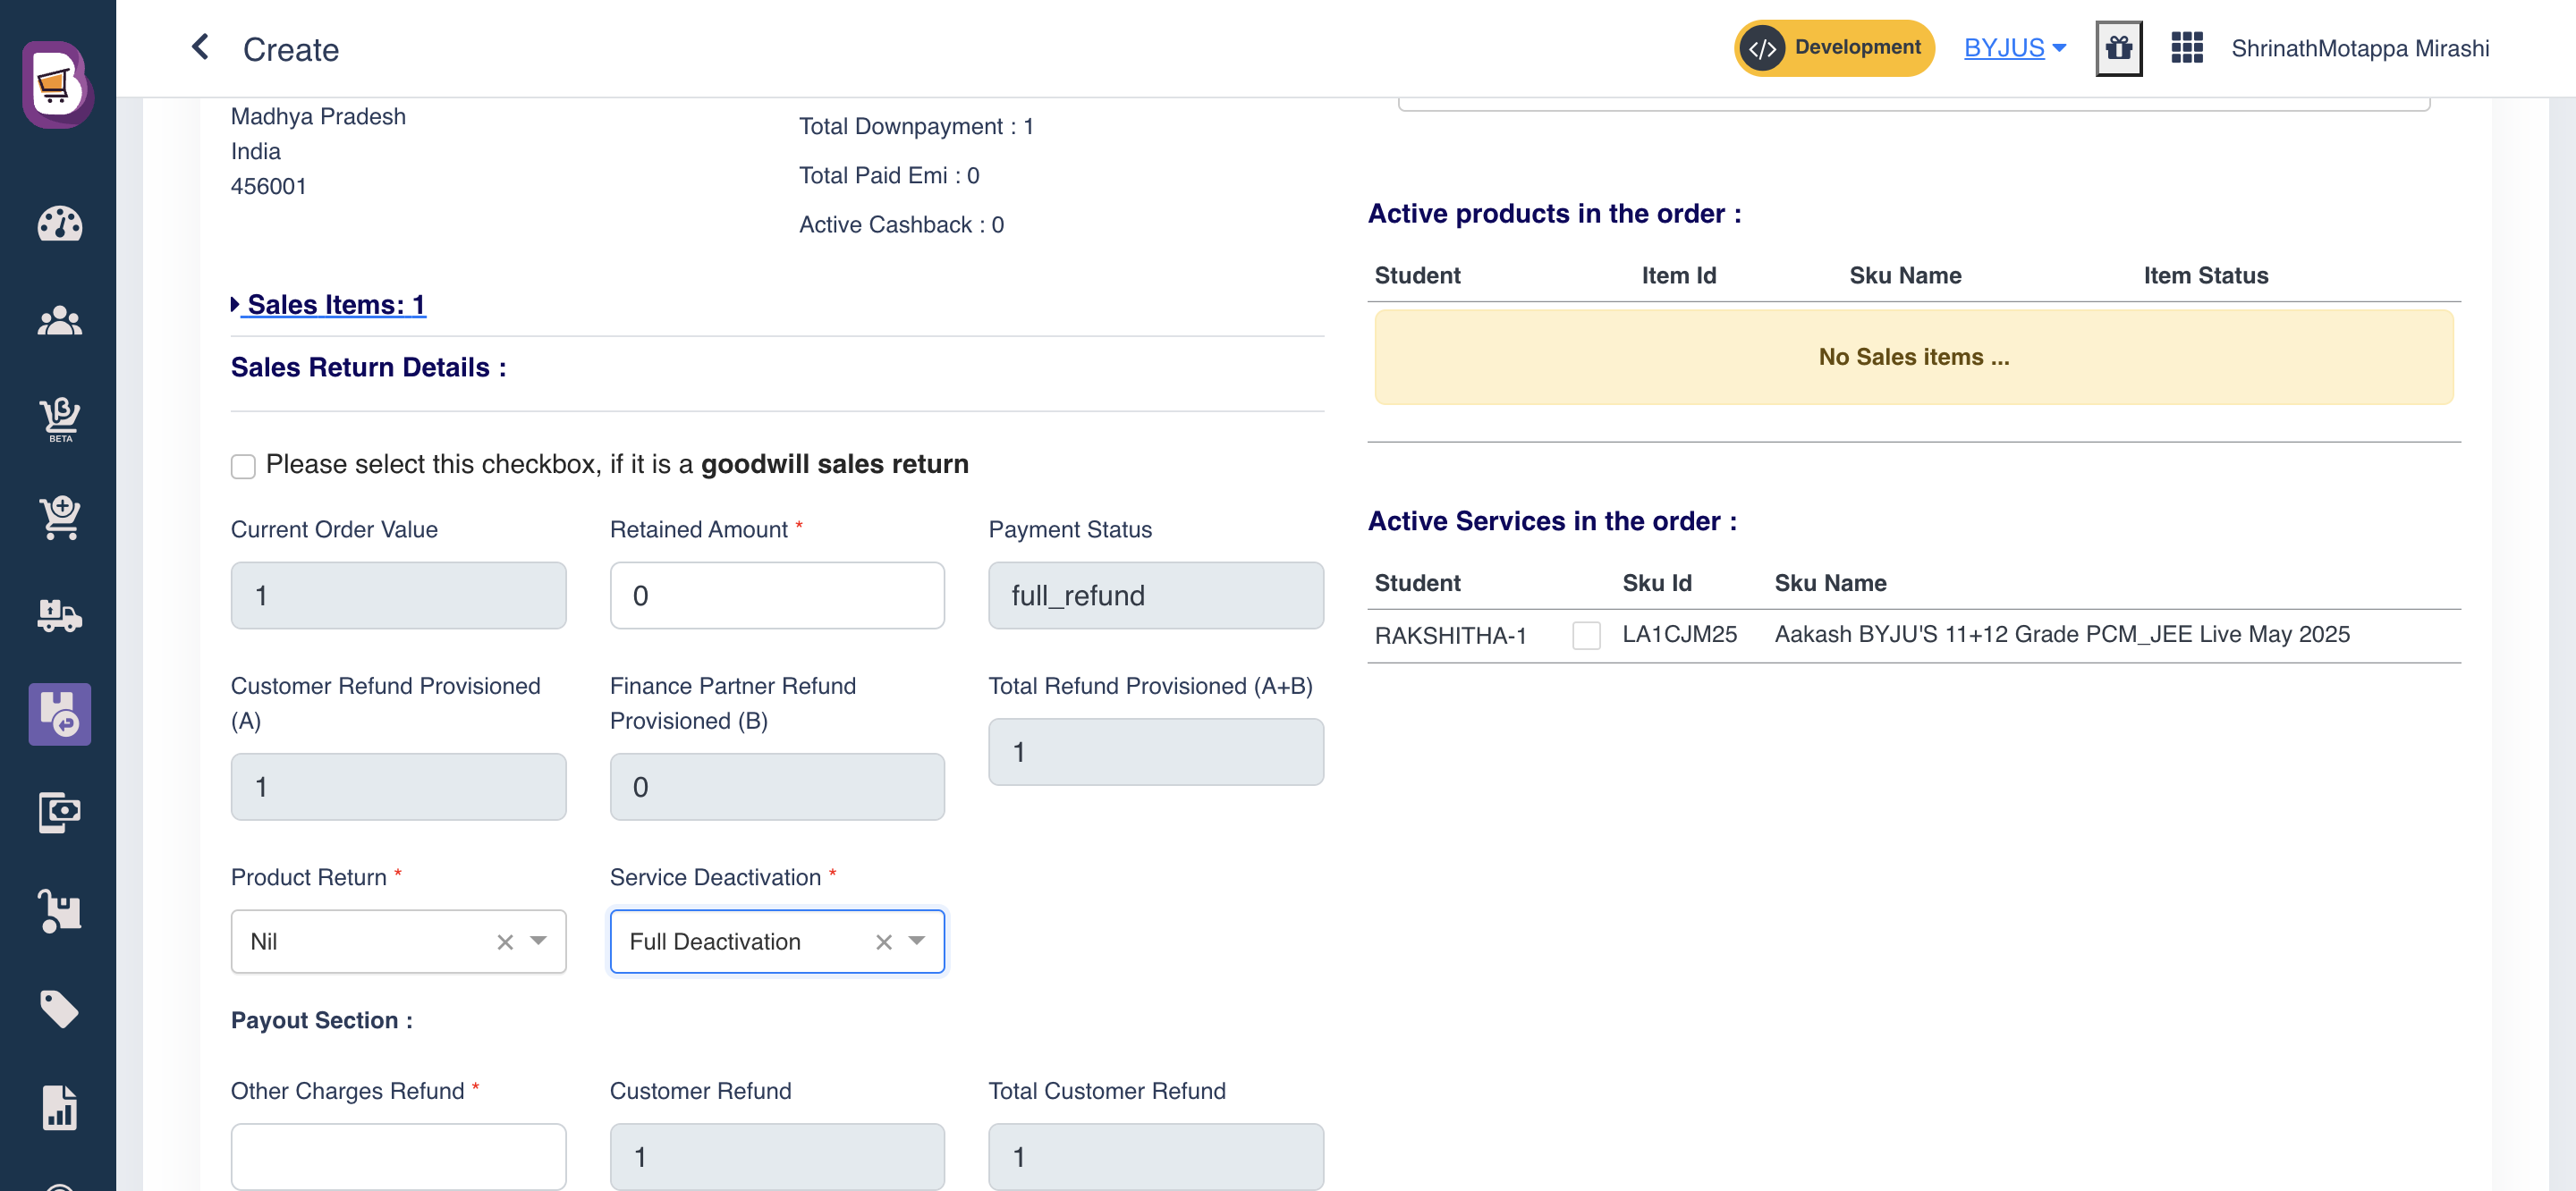 Create
Development
BYJUS
ShrinathMotappa Mirashi
BETA
Madhya Pradesh
India
456001
Total Downpayment : 1
Total Paid Emi : 0
Active Cashback : 0
Sales Items: 1
Sales Return Details :
Please select this checkbox, if it is a goodwill sales return
Current Order Value
Retained Amount *
Payment Status
1
0
full_refund
Customer Refund Provisioned
(A)
Finance Partner Refund
Provisioned (B)
Total Refund Provisioned (A+B)
1
0
1
Product Return *
Service Deactivation *
Nil
Full Deactivation
Payout Section :
Other Charges Refund *
Customer Refund
Total Customer Refund
1
1
Active products in the order :
Student Item Id Sku Name Item Status
No Sales items ...
Active Services in the order :
Student Sku Id Sku Name
RAKSHITHA-1 LA1CJM25 Aakash BYJU'S 11+12 Grade PCM_JEE Live May 2025